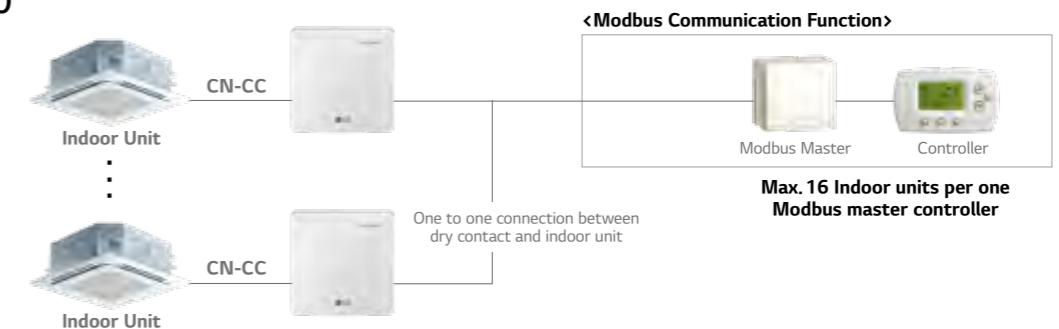 <Modbus Communication Function>
CN-CC
Indoor Unit
Modbus Master
Controller
Max. 16 Indoor units per one
Modbus master controller
One to one connection between
dry contact and indoor unit
CN-CC
Indoor Unit